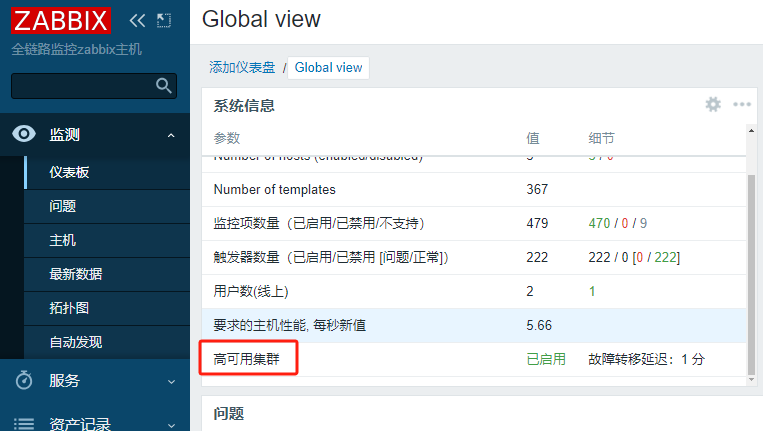 ZABBIX
全链路监控zabbix主机
监测
仪表板
问题
主机
最新数据
拓扑图
自动发现
服务
资产记录
Global view
添加仪表盘 / Global view
系统信息
参数 值 细节
Number of hosts (enabled/disabled)
Number of templates 367
监控项数量（已启用/已禁用/不支持） 479 470 / 0 / 9
触发器数量（已启用/已禁用 [问题/正常]） 222 222 / 0 [0 / 222]
用户数(线上) 2 1
要求的主机性能, 每秒新值 5.66
高可用集群 已启用 故障转移延迟：1 分
问题